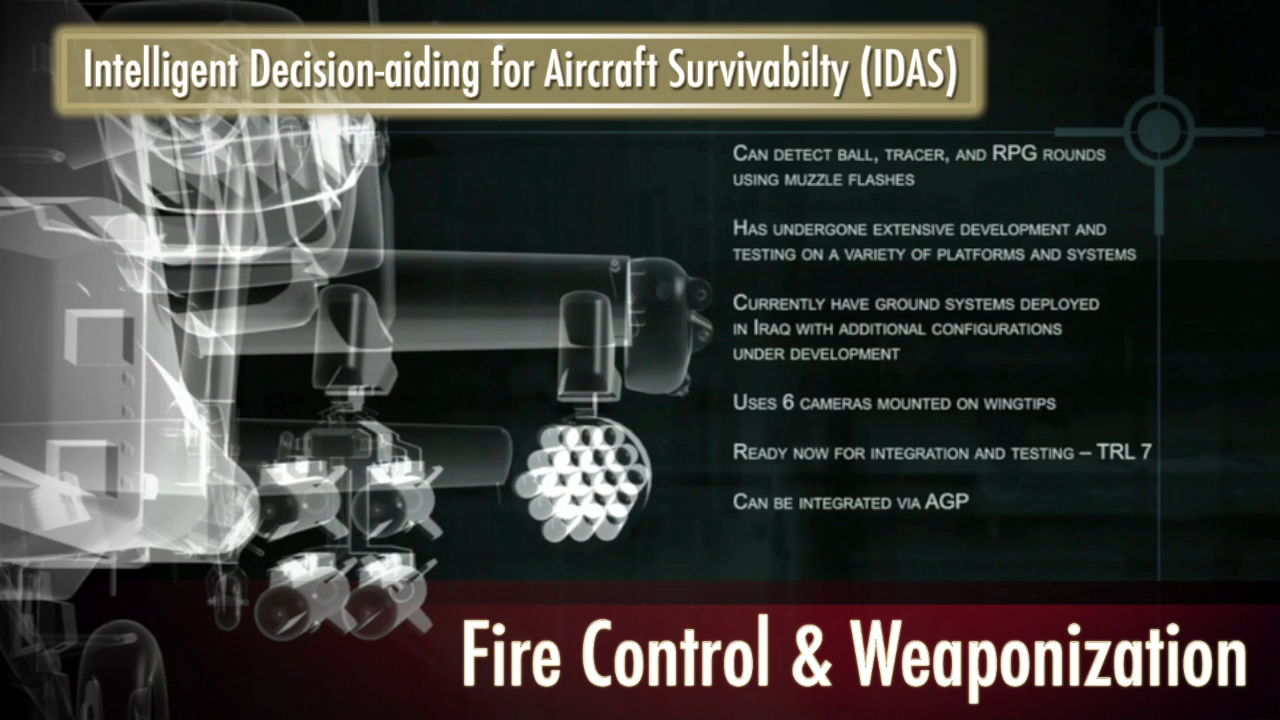 Intelligent Decision-aiding for Aircraft Survivabilty (IDAS)
Can detect ball, tracer, and RPG rounds
using muzzle flashes
Has undergone extensive development and
testing on a variety of platforms and systems
Currently have ground systems deployed
in Iraq with additional configurations
under development
Uses 6 cameras mounted on wingtips
Ready now for integration and testing – TRL 7
Can be integrated via AGP
Fire Control & Weaponization